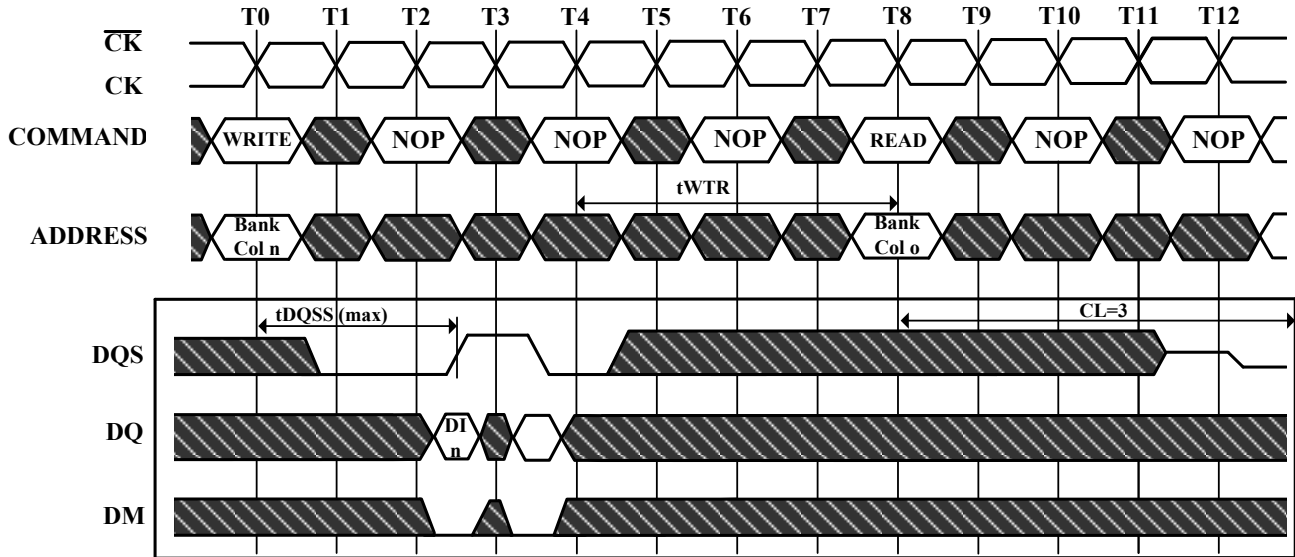 T0 T1 T2 T3 T4 T5 T6 T7 T8 T9 T10 T11 T12
CK
CK
COMMAND WRITE NOP NOP NOP READ NOP NOP
tWTR
ADDRESS Bank Col n Bank Col o
tDQSS (max) CL=3
DQS
DQ DI n
DM